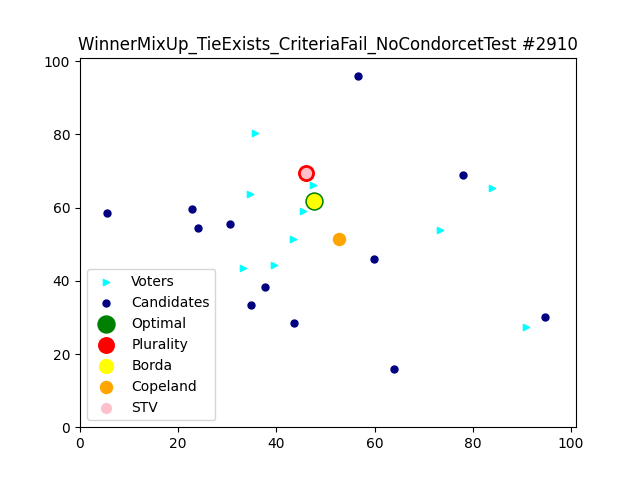 WinnerMixUp_TieExists_CriteriaFail_NoCondorcetTest #2910
100
80
60
40
20
0
Voters
Candidates
Optimal
Plurality
Borda
Copeland
STV
0 20 40 60 80 100